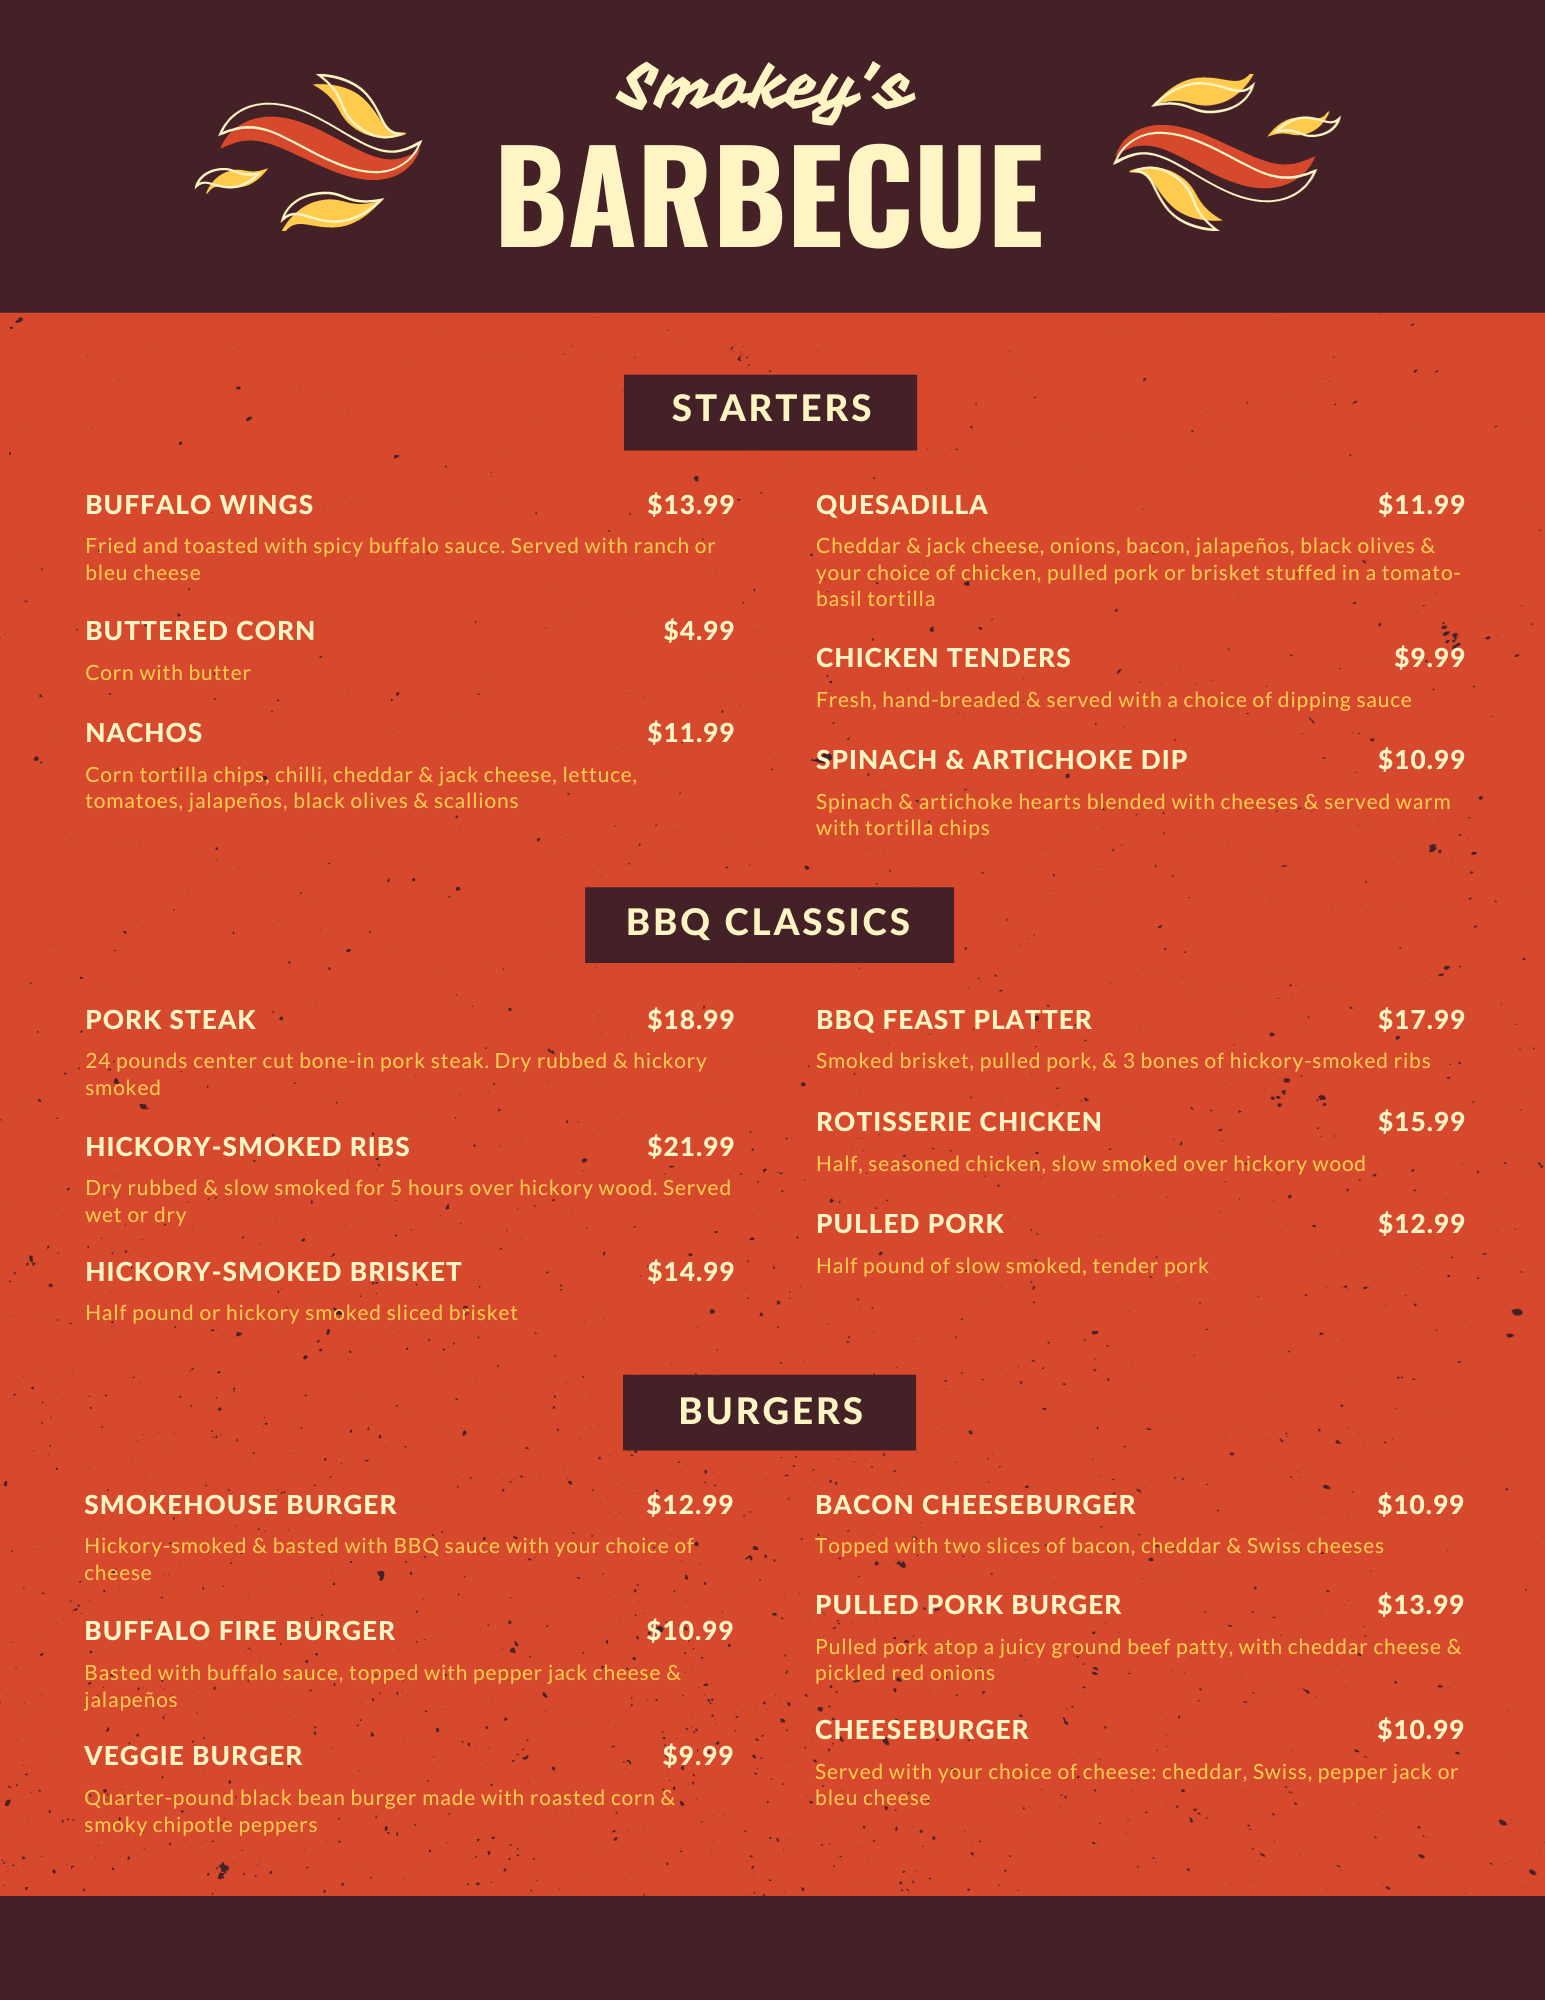 Smokey's
BARBECUE
STARTERS
BUFFALO WINGS $13.99
Fried and toasted with spicy buffalo sauce. Served with ranch or
bleu cheese
BUTTERED CORN $4.99
Corn with butter
NACHOS $11.99
Corn tortilla chips, chilli, cheddar & jack cheese, lettuce,
tomatoes, jalapeños, black olives & scallions
QUESADILLA $11.99
Cheddar & jack cheese, onions, bacon, jalapeños, black olives &
your choice of chicken, pulled pork or brisket stuffed in a tomato-
basil tortilla
CHICKEN TENDERS $9.99
Fresh, hand-breaded & served with a choice of dipping sauce
SPINACH & ARTICHOKE DIP $10.99
Spinach & artichoke hearts blended with cheeses & served warm
with tortilla chips
BBQ CLASSICS
PORK STEAK $18.99
24 pounds center cut bone-in pork steak. Dry rubbed & hickory
smoked
HICKORY-SMOKED RIBS $21.99
Dry rubbed & slow smoked for 5 hours over hickory wood. Served
wet or dry
HICKORY-SMOKED BRISKET $14.99
Half pound or hickory smoked sliced brisket
BBQ FEAST PLATTER $17.99
Smoked brisket, pulled pork, & 3 bones of hickory-smoked ribs
ROTISSERIE CHICKEN $15.99
Half, seasoned chicken, slow smoked over hickory wood
PULLED PORK $12.99
Half pound of slow smoked, tender pork
BURGERS
SMOKEHOUSE BURGER $12.99
Hickory-smoked & basted with BBQ sauce with your choice of
cheese
BUFFALO FIRE BURGER $10.99
Basted with buffalo sauce, topped with pepper jack cheese &
jalapeños
VEGGIE BURGER $9.99
Quarter-pound black bean burger made with roasted corn &
smoky chipotle peppers
BACON CHEESEBURGER $10.99
Topped with two slices of bacon, cheddar & Swiss cheeses
PULLED PORK BURGER $13.99
Pulled pork atop a juicy ground beef patty, with cheddar cheese &
pickled red onions
CHEESEBURGER $10.99
Served with your choice of cheese: cheddar, Swiss, pepper jack or
bleu cheese